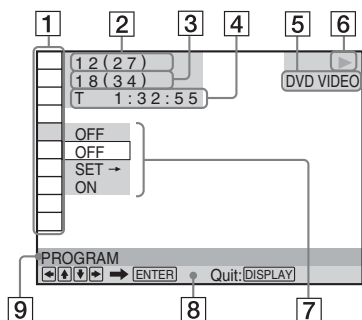 1 2 3 4 5 6
12(27)
18(34)
T 1:32:55
DVD VIDEO
OFF
OFF
SET →
ON
PROGRAM
ENTER Quit: DISPLAY
9 8 7